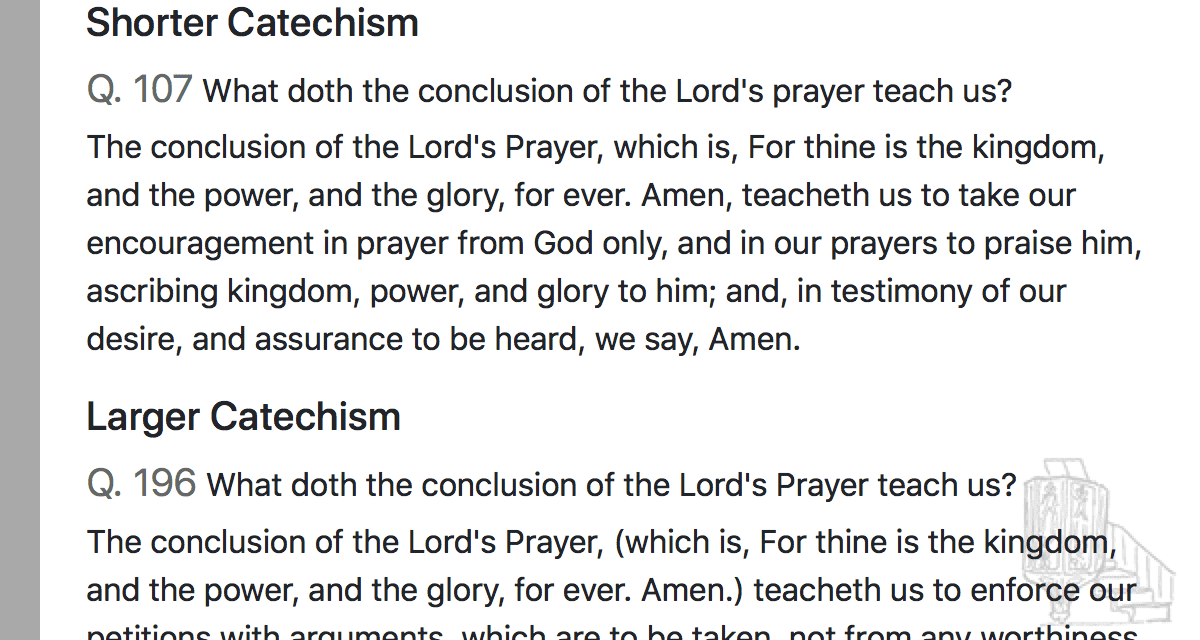 Shorter Catechism
Q. 107 What doth the conclusion of the Lord's prayer teach us?
The conclusion of the Lord's Prayer, which is, For thine is the kingdom,
and the power, and the glory, for ever. Amen, teacheth us to take our
encouragement in prayer from God only, and in our prayers to praise him,
ascribing kingdom, power, and glory to him; and, in testimony of our
desire, and assurance to be heard, we say, Amen.
Larger Catechism
Q. 196 What doth the conclusion of the Lord's Prayer teach us?
The conclusion of the Lord's Prayer, (which is, For thine is the kingdom,
and the power, and the glory, for ever. Amen.) teacheth us to enforce our
petitions with arguments, which are to be taken, not from any worthiness